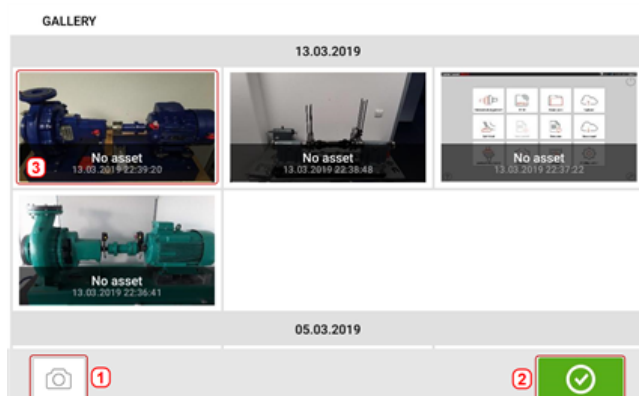 GALLERY
13.03.2019
No asset
13.03.2019 22:39:20
No asset
13.03.2019 22:38:48
No asset
13.03.2019 22:37:22
3
No asset
13.03.2019 22:36:41
05.03.2019
1
2